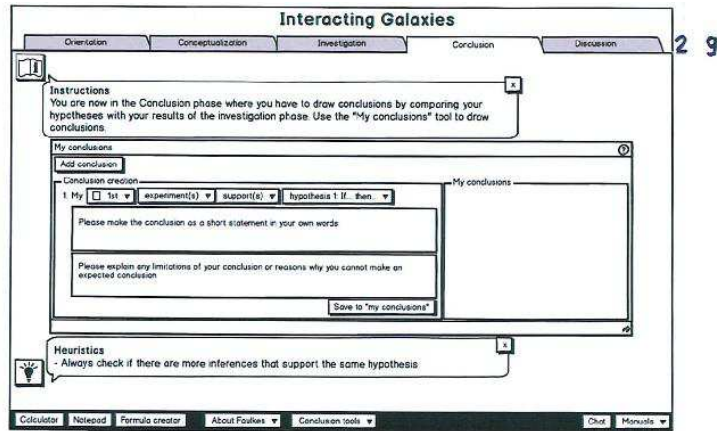 Interacting Galaxies
Orientation
Conceptualization
Investigation
Conclusion
Discussion
2 9
Instructions
x
You are now in the Conclusion phase where you have to draw conclusions by comparing your
hypotheses with your results of the investigation phase. Use the "My conclusions" tool to draw
conclusions.
My conclusions
?
Add conclusion
Conclusion creation
My conclusions
1. My 1st experiment(s) support(s) hypothesis 1: If... then..
Please make the conclusion as a short statement in your own words
Please explain any limitations of your conclusion or reasons why you cannot make an
expected conclusion
Save to "my conclusions"
Heuristics
x
- Always check if there are more inferences that support the same hypothesis
Calculator
Notepad
Formula creator
About Faulkes
Conclusion tools
Chat
Manuals